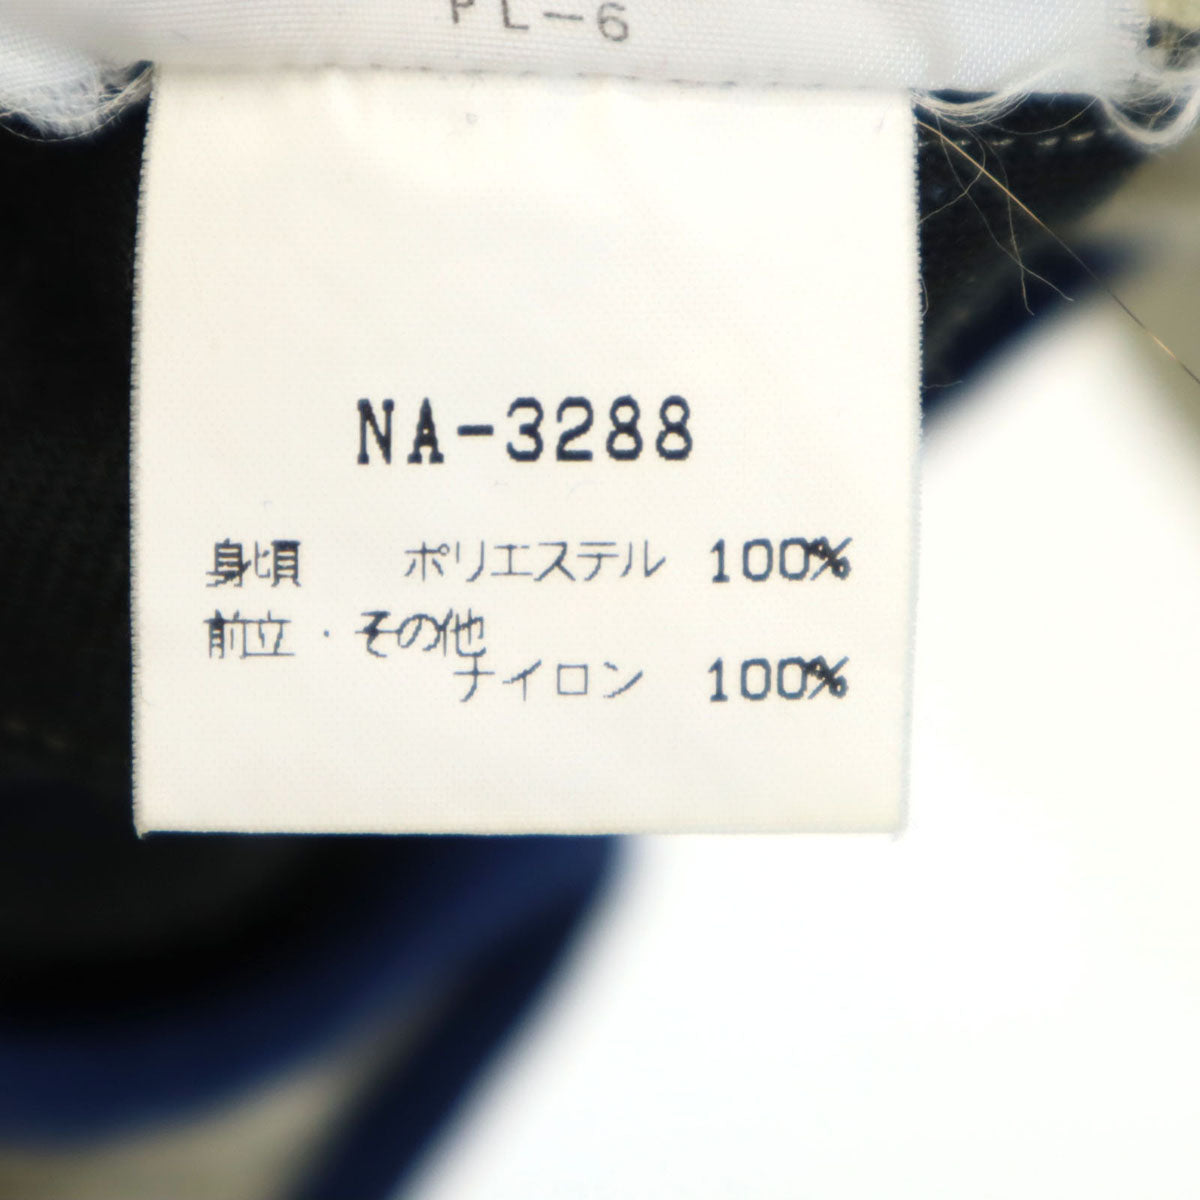 PL-6
NA-3288
身頃 ポリエステル 100%
前立・その他
ナイロン 100%